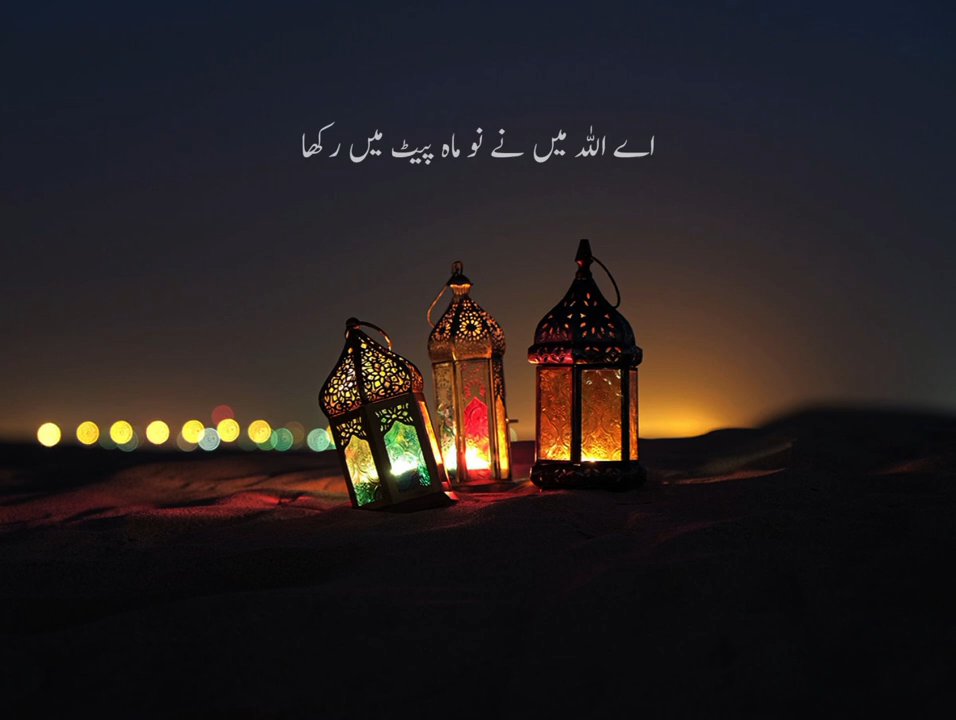 اے اللہ میں نے نو ماہ پیٹ میں رکھا